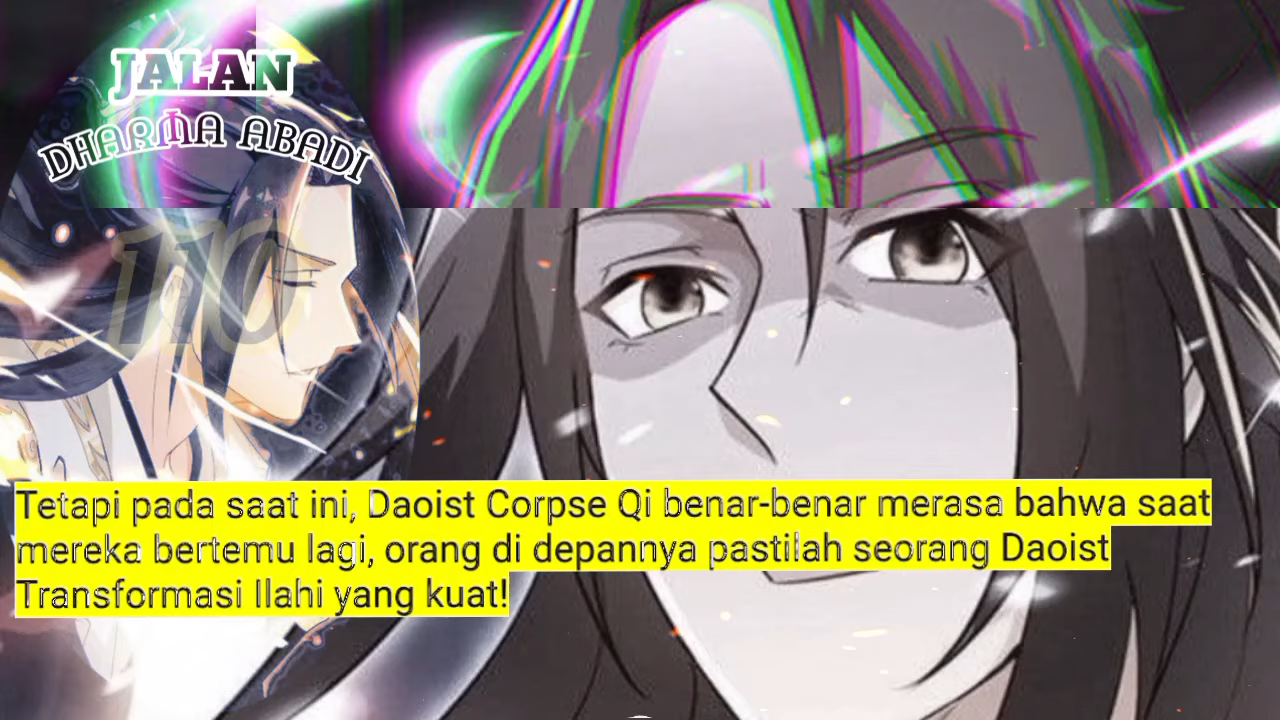 JALAN
DHARMA ABADI
110
Tetapi pada saat ini, Daoist Corpse Qi benar-benar merasa bahwa saat
mereka bertemu lagi, orang di depannya pastilah seorang Daoist
Transformasi Ilahi yang kuat!